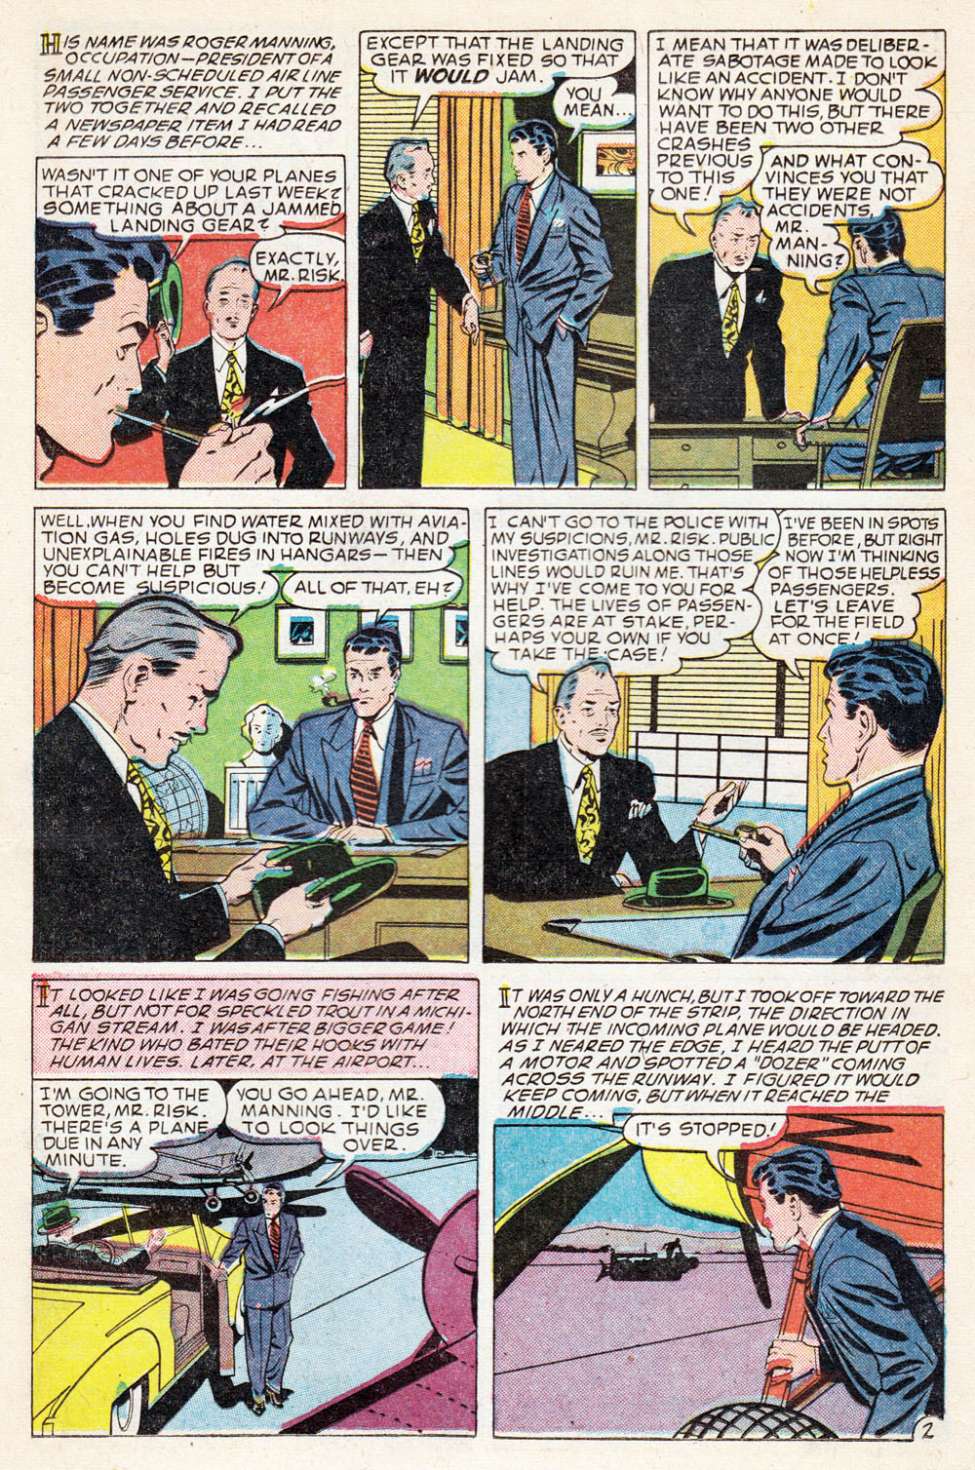 HIS NAME WAS ROGER MANNING,
OCCUPATION—PRESIDENT OF A
SMALL NON-SCHEDULED AIR LINE
PASSENGER SERVICE. I PUT THE
TWO TOGETHER AND RECALLED
A NEWSPAPER ITEM I HAD READ
A FEW DAYS BEFORE...
WASN'T IT ONE OF YOUR PLANES
THAT CRACKED UP LAST WEEK?
SOMETHING ABOUT A JAMMED
LANDING GEAR?
EXACTLY,
MR. RISK.
EXCEPT THAT THE LANDING
GEAR WAS FIXED SO THAT
IT WOULD JAM.
YOU
MEAN...
I MEAN THAT IT WAS DELIBER-
ATE SABOTAGE MADE TO LOOK
LIKE AN ACCIDENT. I DON'T
KNOW WHY ANYONE WOULD
WANT TO DO THIS, BUT THERE
HAVE BEEN TWO OTHER
CRASHES
PREVIOUS
TO THIS
ONE!
AND WHAT CON-
VINCES YOU THAT
THEY WERE NOT
ACCIDENTS,
MR.
MAN-
NING?
WELL, WHEN YOU FIND WATER MIXED WITH AVIA-
TION GAS, HOLES DUG INTO RUNWAYS, AND
UNEXPLAINABLE FIRES IN HANGARS—THEN
YOU CAN'T HELP BUT
BECOME SUSPICIOUS!
ALL OF THAT, EH?
I CAN'T GO TO THE POLICE WITH
MY SUSPICIONS, MR. RISK. PUBLIC
INVESTIGATIONS ALONG THOSE
LINES WOULD RUIN ME. THAT'S
WHY I'VE COME TO YOU FOR
HELP. THE LIVES OF PASSEN-
GERS ARE AT STAKE, PER-
HAPS YOUR OWN IF YOU
TAKE THE CASE!
I'VE BEEN IN SPOTS
BEFORE, BUT RIGHT
NOW I'M THINKING
OF THOSE HELPLESS
PASSENGERS.
LET'S LEAVE
FOR THE FIELD
AT ONCE!
IT LOOKED LIKE I WAS GOING FISHING AFTER
ALL, BUT NOT FOR SPECKLED TROUT IN A MICHI-
GAN STREAM. I WAS AFTER BIGGER GAME!
THE KIND WHO BATED THEIR HOOKS WITH
HUMAN LIVES. LATER, AT THE AIRPORT...
I'M GOING TO THE
TOWER, MR. RISK.
THERE'S A PLANE
DUE IN ANY
MINUTE.
YOU GO AHEAD, MR.
MANNING. I'D LIKE
TO LOOK THINGS
OVER.
IT WAS ONLY A HUNCH, BUT I TOOK OFF TOWARD THE
NORTH END OF THE STRIP, THE DIRECTION IN
WHICH THE INCOMING PLANE WOULD BE HEADED.
AS I NEARED THE EDGE, I HEARD THE PUTT OF
A MOTOR AND SPOTTED A "DOZER" COMING
ACROSS THE RUNWAY. I FIGURED IT WOULD
KEEP COMING, BUT WHEN IT REACHED THE
MIDDLE...
IT'S STOPPED!
N
2